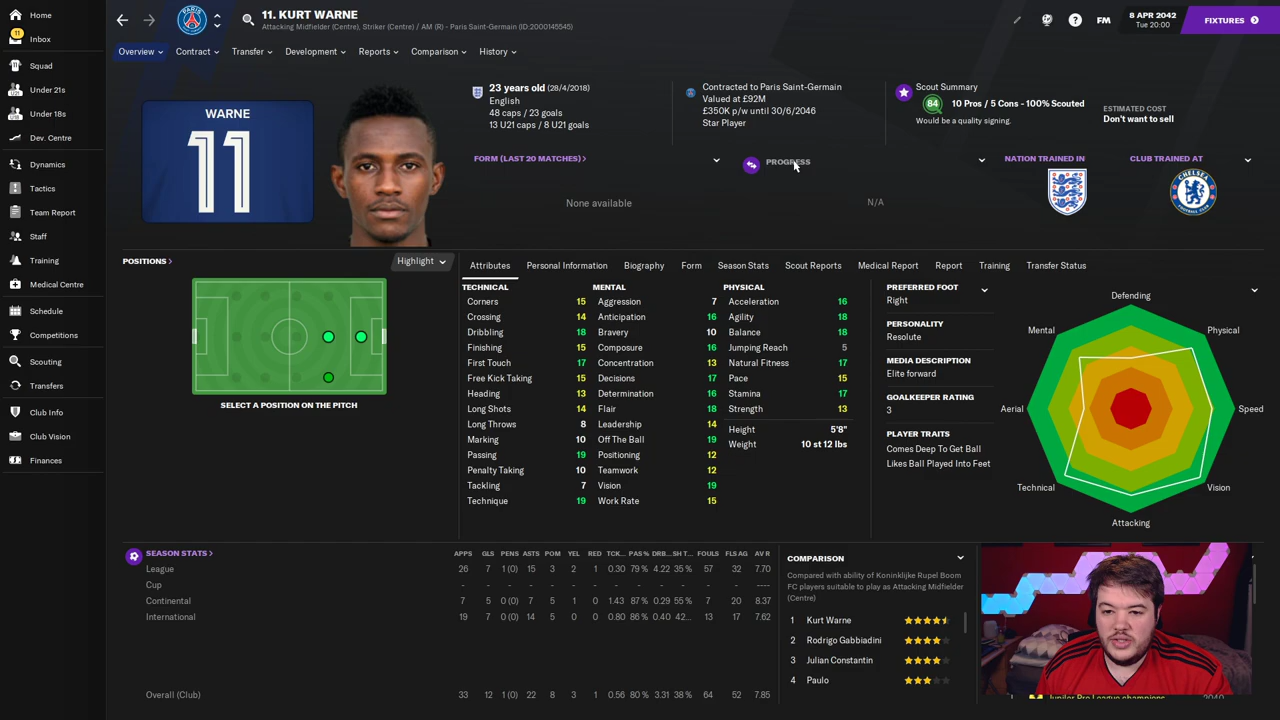 11. KURT WARNE
Attacking Midfielder (Centre), Striker (Centre) / AM (R) - Paris Saint-Germain (ID:2000145545)
FM
8 APR 2042
Tue 20:00
FIXTURES
Home
11
Inbox
Squad
Under 21s
Under 18s
Dev. Centre
Dynamics
Tactics
Team Report
Staff
Training
Medical Centre
Schedule
Competitions
Scouting
Transfers
Club Info
Club Vision
Finances
Overview
Contract
Transfer
Development
Reports
Comparison
History
WARNE
11
23 years old (28/4/2018)
English
48 caps / 23 goals
13 U21 caps / 8 U21 goals
Contracted to Paris Saint-Germain
Valued at £92M
£350K p/w until 30/6/2046
Star Player
Scout Summary
84 10 Pros / 5 Cons - 100% Scouted
Would be a quality signing.
ESTIMATED COST
Don't want to sell
FORM (LAST 20 MATCHES)
None available
PROGRESS
N/A
NATION TRAINED IN
CLUB TRAINED AT
POSITIONS
Highlight
SELECT A POSITION ON THE PITCH
Attributes Personal Information Biography Form Season Stats Scout Reports Medical Report Report Training Transfer Status
TECHNICAL
Corners 15
Crossing 14
Dribbling 18
Finishing 15
First Touch 17
Free Kick Taking 15
Heading 13
Long Shots 14
Long Throws 8
Marking 10
Passing 19
Penalty Taking 10
Tackling 7
Technique 19
MENTAL
Aggression 7
Anticipation 16
Bravery 10
Composure 16
Concentration 13
Decisions 17
Determination 16
Flair 18
Leadership 14
Off The Ball 19
Positioning 12
Teamwork 12
Vision 19
Work Rate 15
PHYSICAL
Acceleration 16
Agility 18
Balance 18
Jumping Reach 5
Natural Fitness 17
Pace 15
Stamina 17
Strength 13
Height 5'8"
Weight 10 st 12 lbs
PREFERRED FOOT
Right
PERSONALITY
Resolute
MEDIA DESCRIPTION
Elite forward
GOALKEEPER RATING
3
PLAYER TRAITS
Comes Deep To Get Ball
Likes Ball Played Into Feet
Defending
Physical
Speed
Vision
Attacking
Technical
Aerial
Mental
SEASON STATS
APPS GLS PENS ASTS POM YEL RED TCK... PAS % DRB... SH T... FOULS FLS AG AV R
League 26 7 1 (0) 15 3 2 1 0.30 79 % 4.22 35 % 57 32 7.70
Cup - - - - - - - - - - - - - ----
Continental 7 5 0 (0) 7 5 1 0 1.43 87 % 0.29 55 % 7 20 8.37
International 19 7 0 (0) 14 5 0 0 0.80 86 % 0.40 42... 13 17 7.62
Overall (Club) 33 12 1 (0) 22 8 3 1 0.56 80 % 3.31 38 % 64 52 7.85
COMPARISON
Compared with ability of Koninklijke Rupel Boom
FC players suitable to play as Attacking Midfielder
(Centre)
1 Kurt Warne
2 Rodrigo Gabbiadini
3 Julian Constantin
4 Paulo
Jupiler Pro League champions 2040